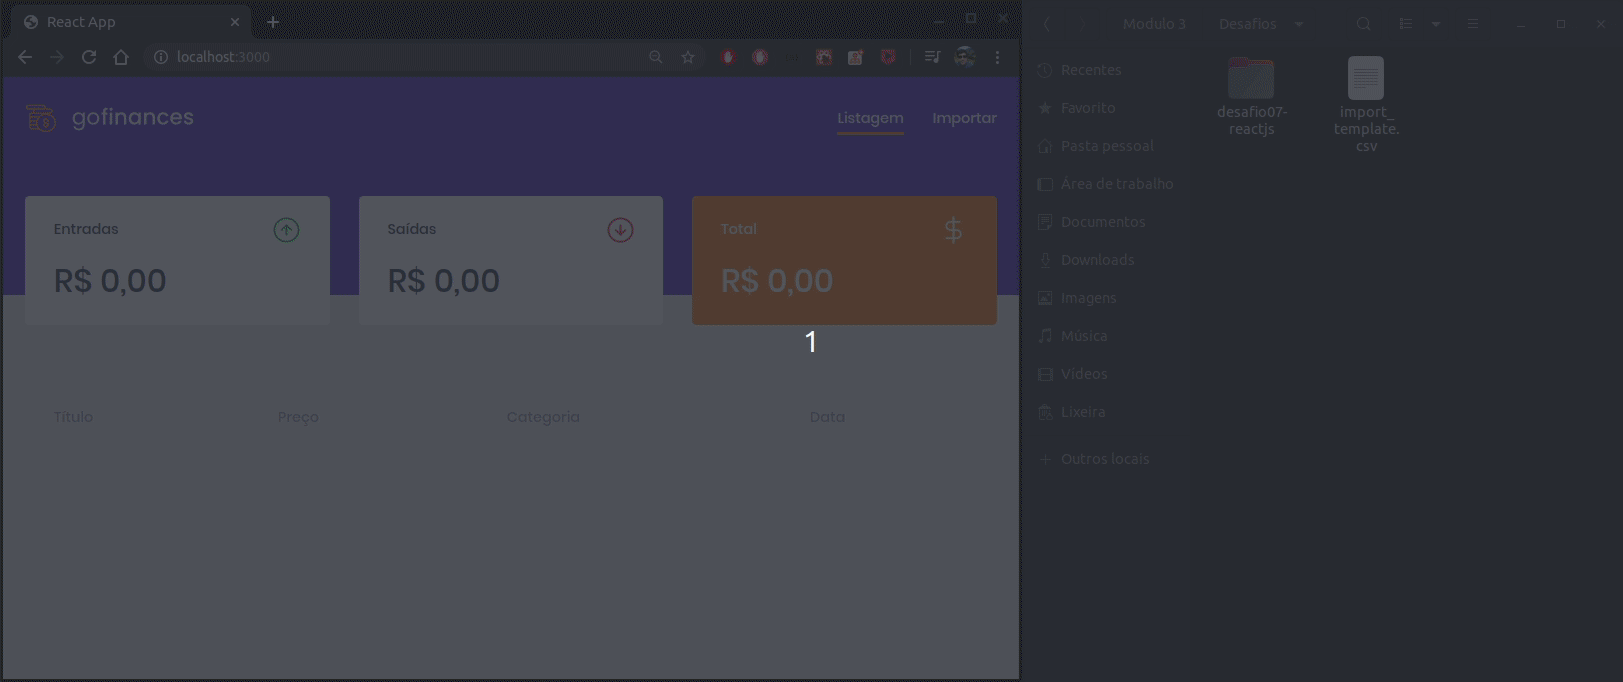 React App
localhost:3000
gofinances
Listagem
Importar
Entradas
R$ 0,00
Saídas
R$ 0,00
Total
R$ 0,00
1
Título
Preço
Categoria
Data
Modulo 3
Desafios
Recentes
Favorito
Pasta pessoal
Área de trabalho
Documentos
Downloads
Imagens
Música
Vídeos
Lixeira
Outros locais
desafio07-
reactjs
import_
template.
csv